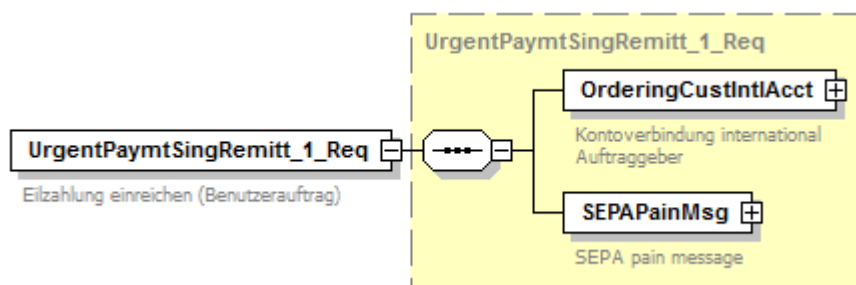 UrgentPaymtSingRemitt_1_Req
OrderingCustIntlAcct
Kontoverbindung international
Auftraggeber
UrgentPaymtSingRemitt_1_Req
Eilzahlung einreichen (Benutzerauftrag)
SEPAPainMsg
SEPA pain message